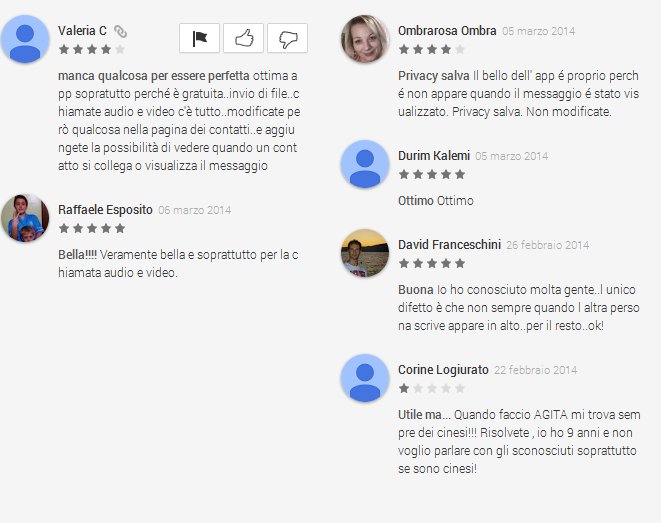 Valeria C
manca qualcosa per essere perfetta ottima a
pp sopratutto perché è gratuita..invio di file..c
hiamate audio e video c'è tutto..modificate pe
rò qualcosa nella pagina dei contatti..e aggiu
ngete la possibilità di vedere quando un cont
atto si collega o visualizza il messaggio
Raffaele Esposito 06 marzo 2014
Bella!!!! Veramente bella e soprattutto per la c
hiamata audio e video.
Ombrarosa Ombra 05 marzo 2014
Privacy salva Il bello dell' app é proprio perch
é non appare quando il messaggio é stato vis
ualizzato. Privacy salva. Non modificate.
Durim Kalemi 05 marzo 2014
Ottimo Ottimo
David Franceschini 26 febbraio 2014
Buona Io ho conosciuto molta gente..l unico
difetto è che non sempre quando l altra perso
na scrive appare in alto..per il resto..ok!
Corine Logiurato 22 febbraio 2014
Utile ma... Quando faccio AGITA mi trova sem
pre dei cinesi!!! Risolvete , io ho 9 anni e non
voglio parlare con gli sconosciuti soprattutto
se sono cinesi!